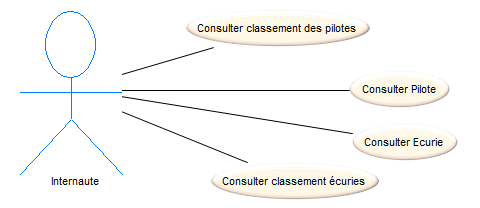 Consulter classement des pilotes
Consulter Pilote
Consulter Ecurie
Internaute
Consulter classement écuries